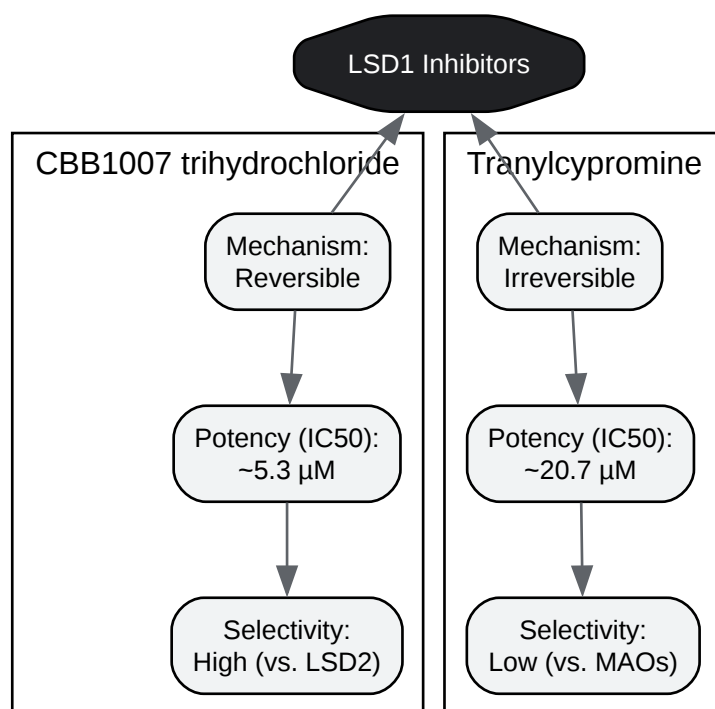 LSD1 Inhibitors
CBB1007 trihydrochloride
Mechanism:
Reversible
Potency (IC50):
~5.3 µM
Selectivity:
High (vs. LSD2)
Tranylcypromine
Mechanism:
Irreversible
Potency (IC50):
~20.7 µM
Selectivity:
Low (vs. MAOs)